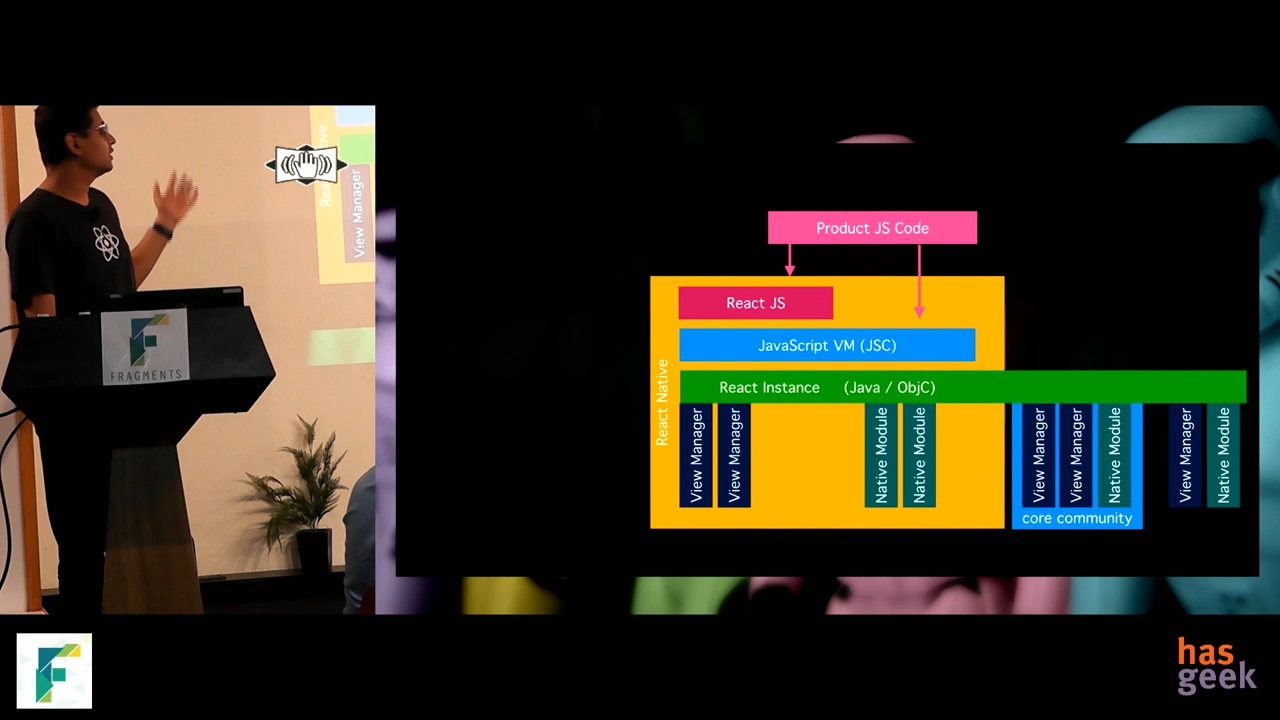 React Native
View Manager
FRAGMENTS
Product JS Code
React JS
JavaScript VM (JSC)
React Instance (Java / ObjC)
React Native
View Manager
View Manager
Native Module
Native Module
View Manager
View Manager
Native Module
core community
View Manager
Native Module
has
geek